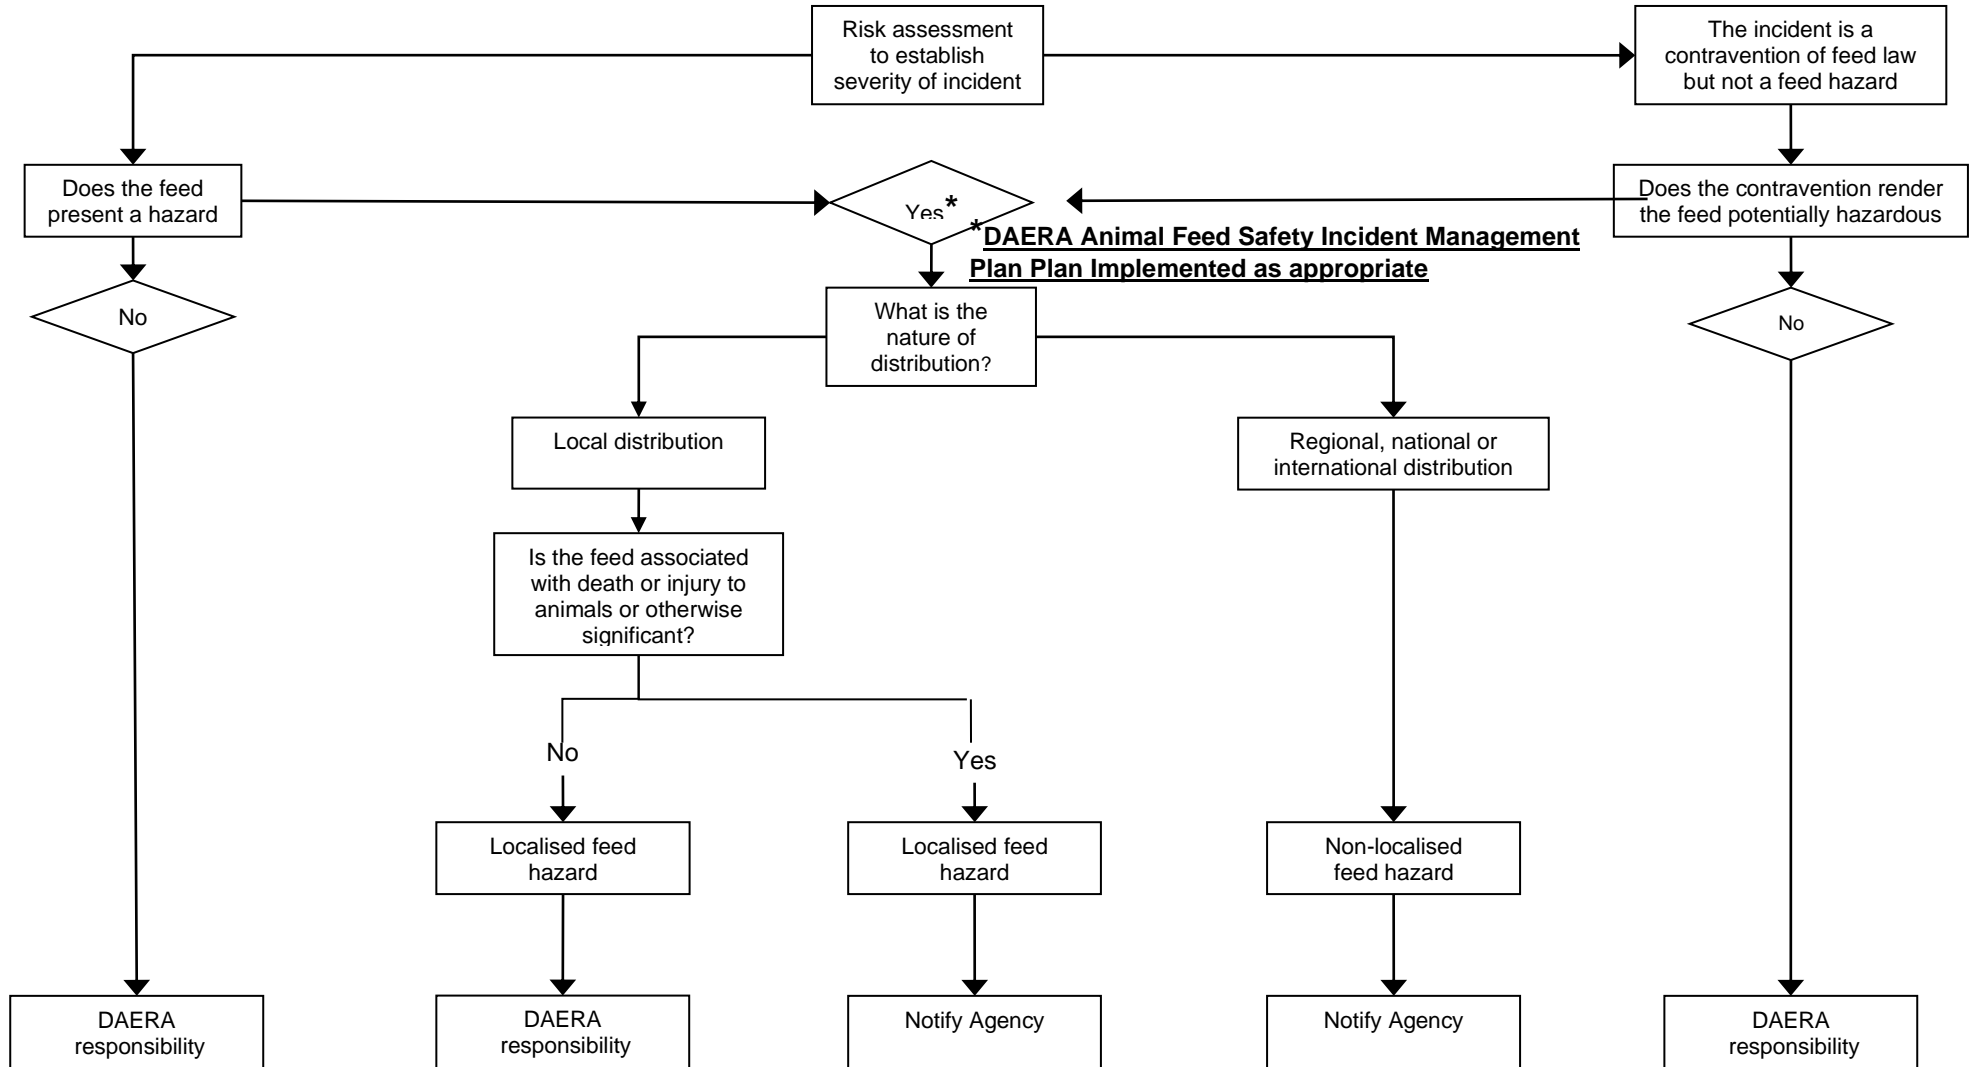 Risk assessment
to establish
severity of incident
The incident is a
contravention of feed law
but not a feed hazard
Does the feed
present a hazard
Yes*
Does the contravention render
the feed potentially hazardous
*DAERA Animal Feed Safety Incident Management
Plan Plan Implemented as appropriate
No
What is the
nature of
distribution?
No
Local distribution
Regional, national or
international distribution
Is the feed associated
with death or injury to
animals or otherwise
significant?
No
Yes
Localised feed
hazard
Localised feed
hazard
Non-localised
feed hazard
DAERA
responsibility
DAERA
responsibility
Notify Agency
Notify Agency
DAERA
responsibility